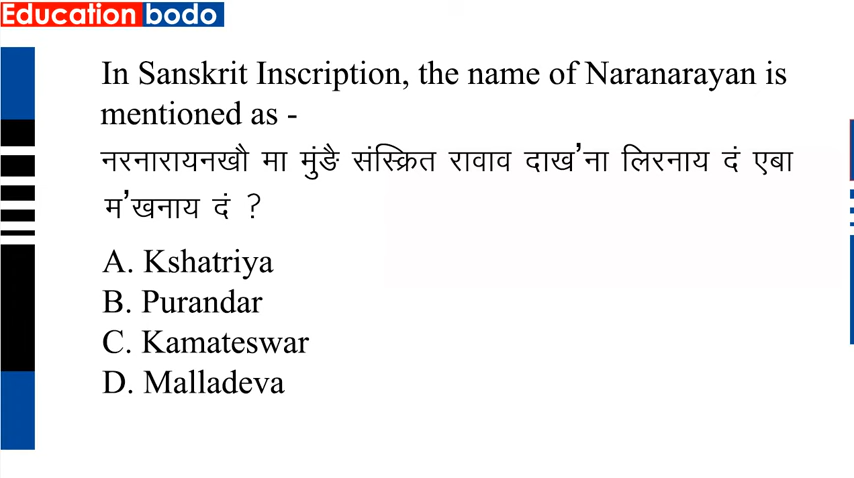 Education bodo
In Sanskrit Inscription, the name of Naranarayan is
mentioned as -
नरनारायनखौ मा मुंङै संस्क्रित रावाव दाख’ना लिरनाय दं एबा
म’खनाय दं ?
A. Kshatriya
B. Purandar
C. Kamateswar
D. Malladeva